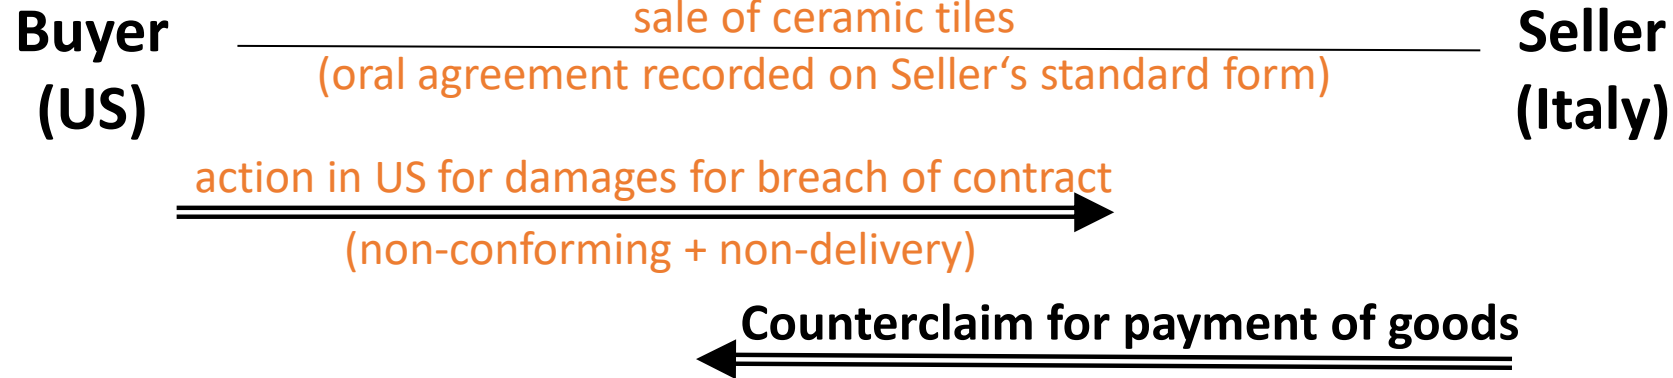 Buyer
(US)
sale of ceramic tiles
(oral agreement recorded on Seller‘s standard form)
Seller
(Italy)
action in US for damages for breach of contract
(non-conforming + non-delivery)
Counterclaim for payment of goods